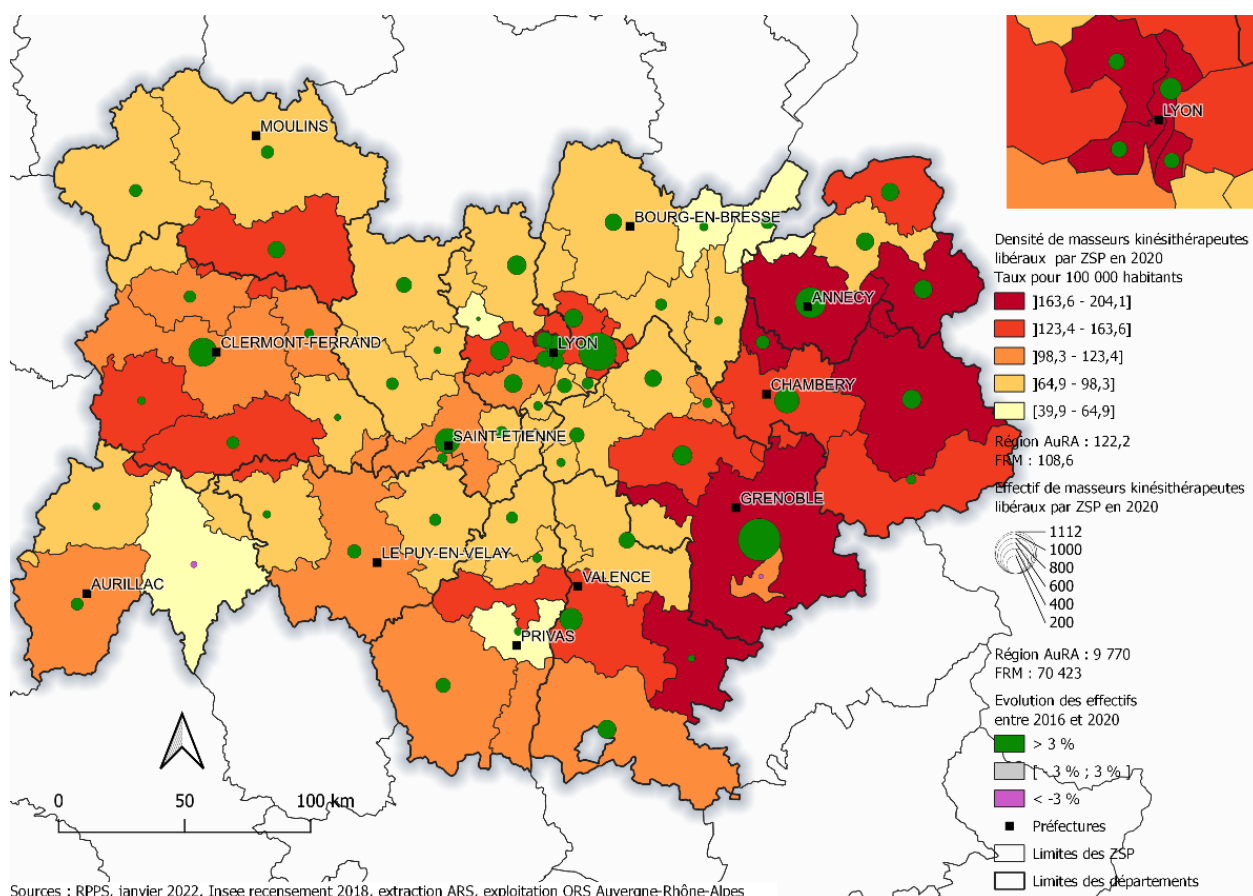 MOULINS
BOURG-EN-BRESSE
ANNECY
CLERMONT-FERRAND
LYON
CHAMBERY
SAINT-ETIENNE
GRENOBLE
LE-PUY-EN-VELAY
AURILLAC
VALENCE
PRIVAS
LYON
Densité de masseurs kinésithérapeutes
libéraux par ZSP en 2020
Taux pour 100 000 habitants
]163,6 - 204,1]
]123,4 - 163,6]
]98,3 - 123,4]
]64,9 - 98,3]
[39,9 - 64,9]
Région AuRA : 122,2
FRM : 108,6
Effectif de masseurs kinésithérapeutes
libéraux par ZSP en 2020
1112
1000
800
600
400
200
Région AuRA : 9 770
FRM : 70 423
Evolution des effectifs
entre 2016 et 2020
> 3 %
[ - 3 % ; 3 % ]
< -3 %
Préfectures
Limites des ZSP
Limites des départements
0 50 100 km
Sources : RPPS, janvier 2022, Insee recensement 2018, extraction ARS, exploitation ORS Auvergne-Rhône-Alpes